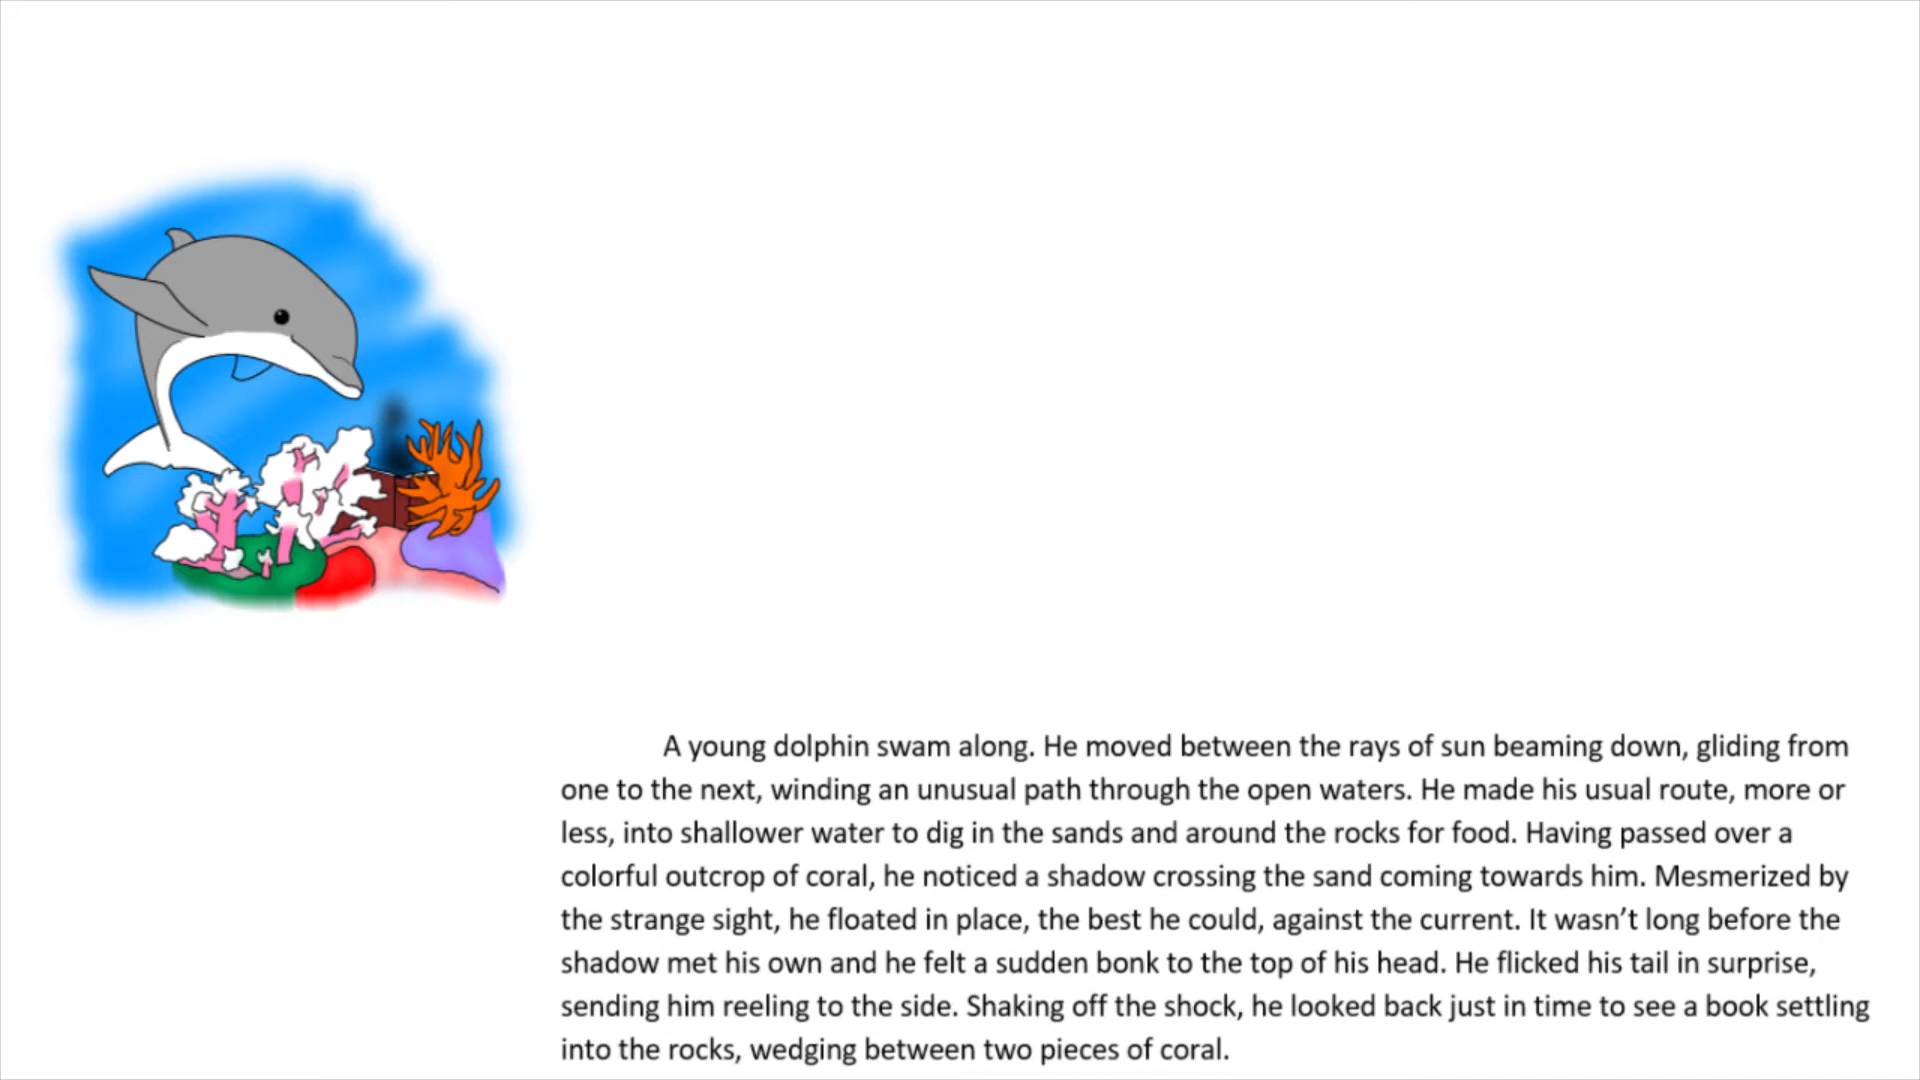 A young dolphin swam along. He moved between the rays of sun beaming down, gliding from
one to the next, winding an unusual path through the open waters. He made his usual route, more or
less, into shallower water to dig in the sands and around the rocks for food. Having passed over a
colorful outcrop of coral, he noticed a shadow crossing the sand coming towards him. Mesmerized by
the strange sight, he floated in place, the best he could, against the current. It wasn’t long before the
shadow met his own and he felt a sudden bonk to the top of his head. He flicked his tail in surprise,
sending him reeling to the side. Shaking off the shock, he looked back just in time to see a book settling
into the rocks, wedging between two pieces of coral.